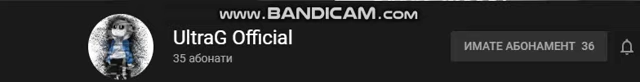 www.BANDICAM.com
UltraG Official
35 абонати
ИМАТЕ АБОНАМЕНТ 36